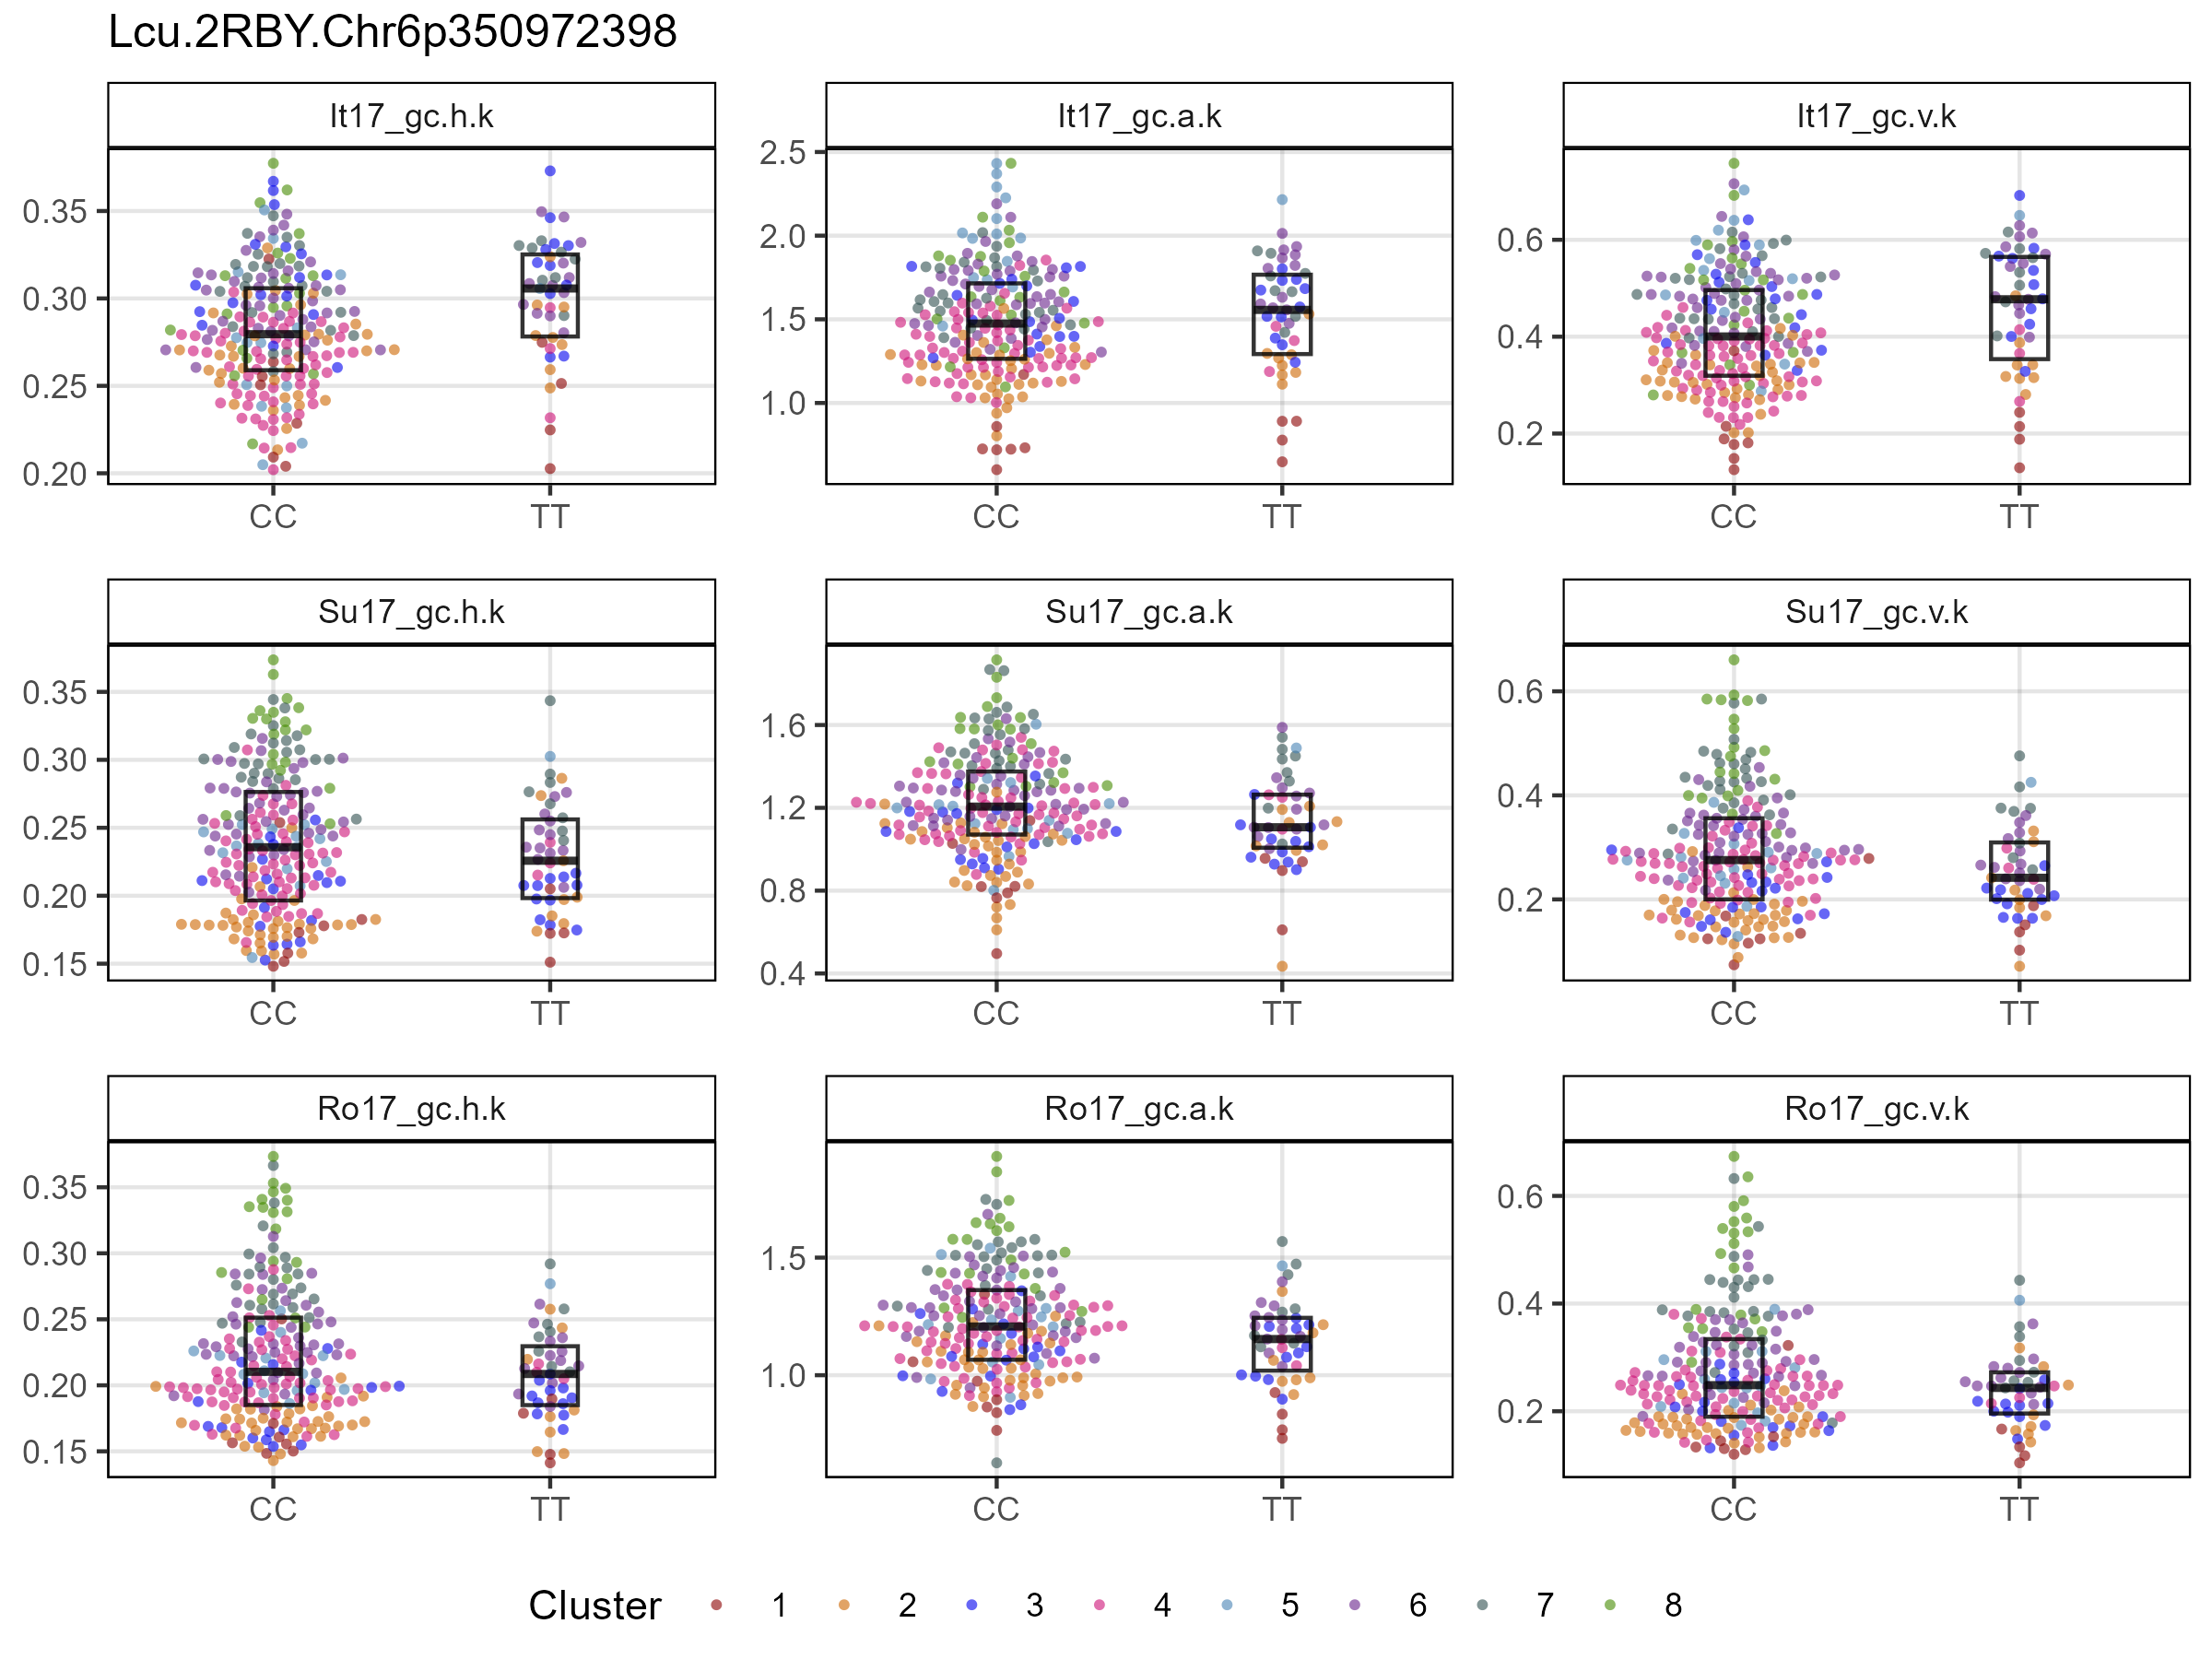 Lcu.2RBY.Chr6p350972398
It17_gc.h.k
It17_gc.a.k
It17_gc.v.k
0.35
0.30
0.25
0.20
CC TT
2.5
2.0
1.5
1.0
CC TT
0.6
0.4
0.2
CC TT
Su17_gc.h.k
Su17_gc.a.k
Su17_gc.v.k
0.35
0.30
0.25
0.20
0.15
CC TT
1.6
1.2
0.8
0.4
CC TT
0.6
0.4
0.2
CC TT
Ro17_gc.h.k
Ro17_gc.a.k
Ro17_gc.v.k
0.35
0.30
0.25
0.20
0.15
CC TT
1.5
1.0
CC TT
0.6
0.4
0.2
CC TT
Cluster 1 2 3 4 5 6 7 8